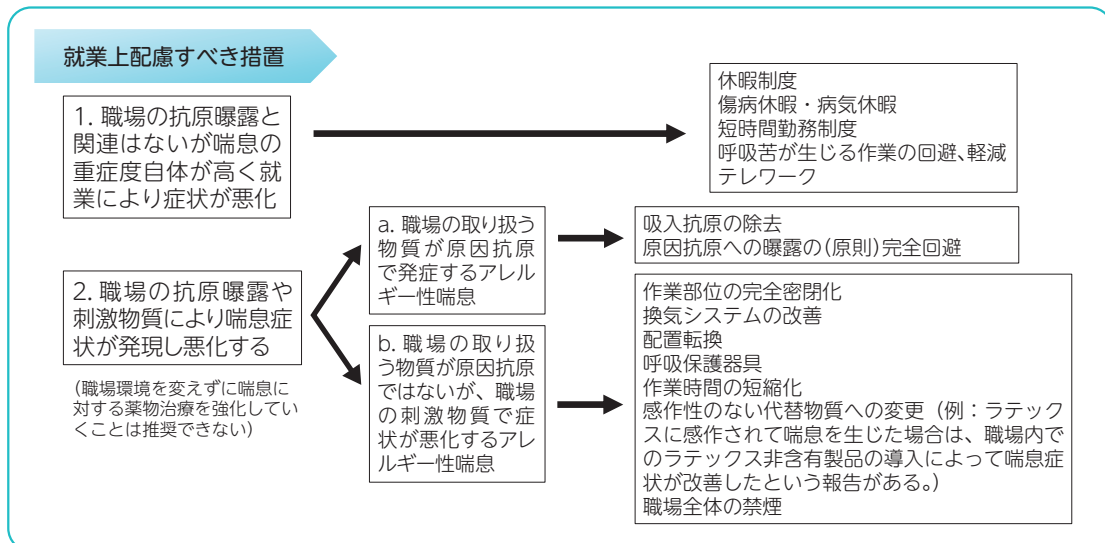 就業上配慮すべき措置
1. 職場の抗原曝露と
関連はないが喘息の
重症度自体が高く就
業により症状が悪化
休暇制度
傷病休暇・病気休暇
短時間勤務制度
呼吸苦が生じる作業の回避、軽減
テレワーク
2. 職場の抗原曝露や
刺激物質により喘息症
状が発現し悪化する
(職場環境を変えずに喘息に
対する薬物治療を強化してい
くことは推奨できない)
a. 職場の取り扱う
物質が原因抗原
で発症するアレル
ギー性喘息
吸入抗原の除去
原因抗原への曝露の(原則)完全回避
b. 職場の取り扱
う物質が原因抗原
ではないが、職場
の刺激物質で症
状が悪化するアレ
ルギー性喘息
作業部位の完全密閉化
換気システムの改善
配置転換
呼吸保護器具
作業時間の短縮化
感作性のない代替物質への変更（例：ラテック
スに感作されて喘息を生じた場合は、職場内で
のラテックス非含有製品の導入によって喘息症
状が改善したという報告がある。）
職場全体の禁煙